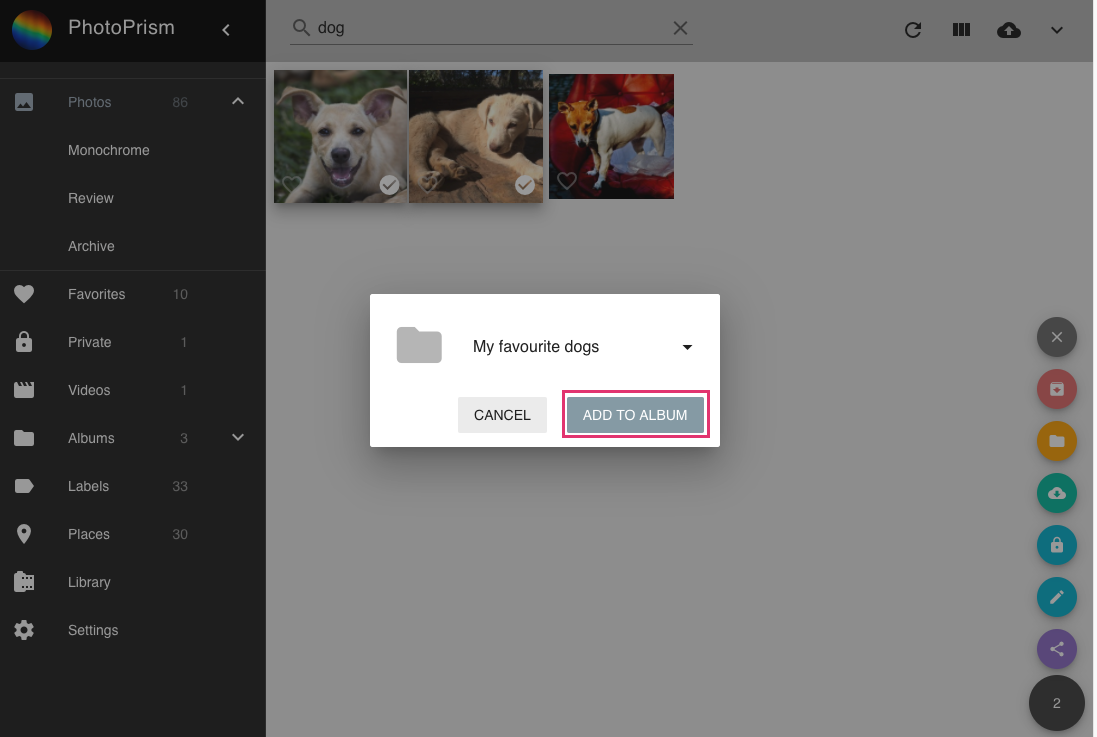 PhotoPrism
dog
Photos 86
Monochrome
Review
Archive
Favorites 10
Private 1
Videos 1
Albums 3
Labels 33
Places 30
Library
Settings
My favourite dogs
CANCEL
ADD TO ALBUM
2